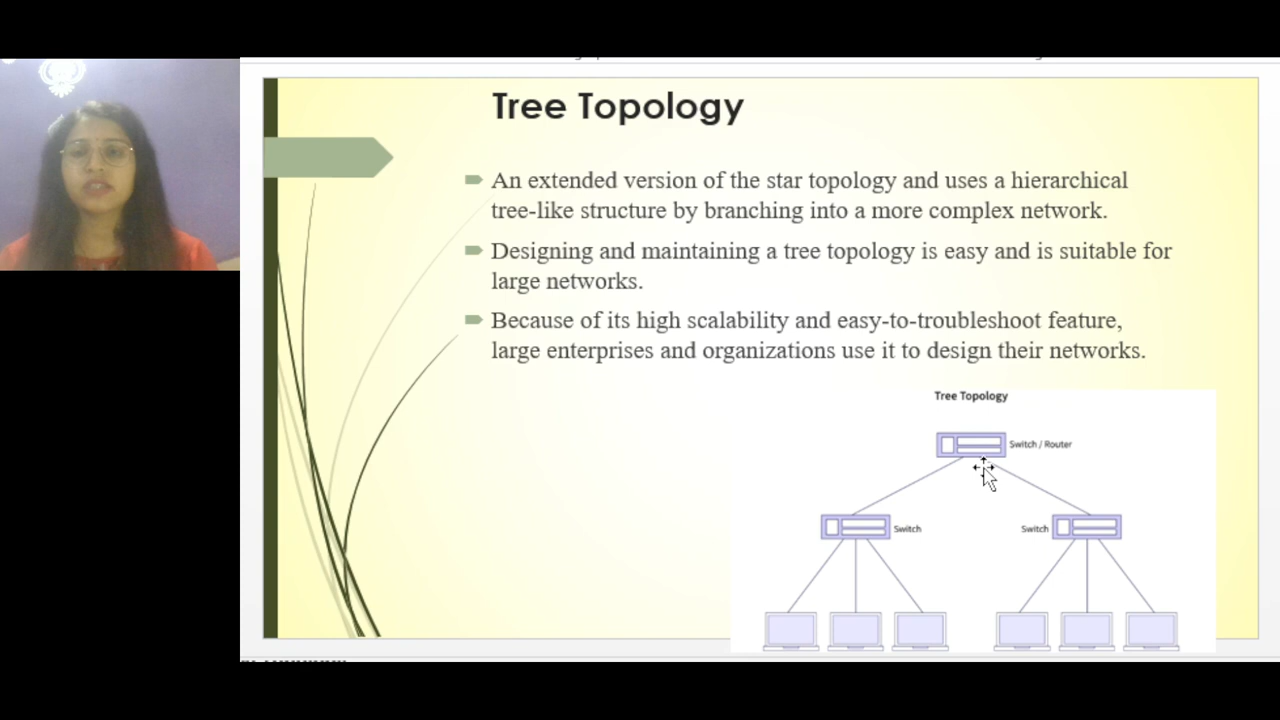 Tree Topology
An extended version of the star topology and uses a hierarchical
tree-like structure by branching into a more complex network.
Designing and maintaining a tree topology is easy and is suitable for
large networks.
Because of its high scalability and easy-to-troubleshoot feature,
large enterprises and organizations use it to design their networks.
Tree Topology
Switch / Router
Switch
Switch